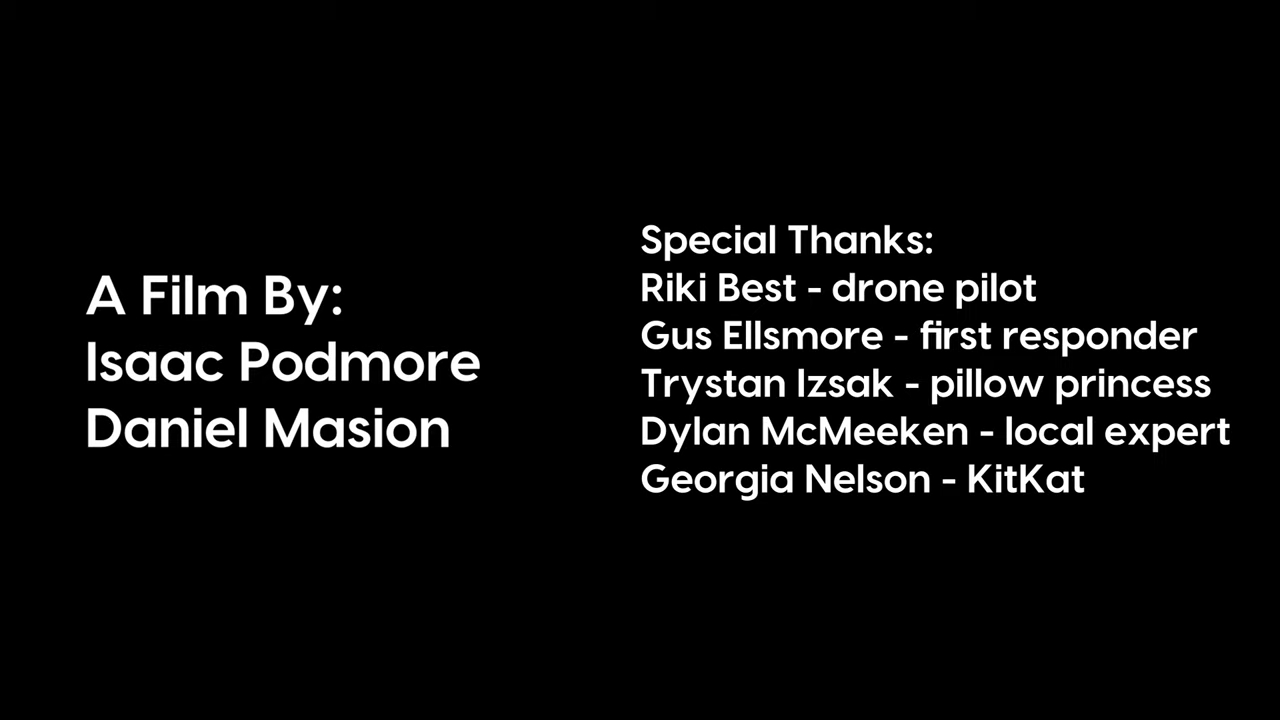 A Film By:
Isaac Podmore
Daniel Masion
Special Thanks:
Riki Best - drone pilot
Gus Ellsmore - first responder
Trystan Izsak - pillow princess
Dylan McMeeken - local expert
Georgia Nelson - KitKat